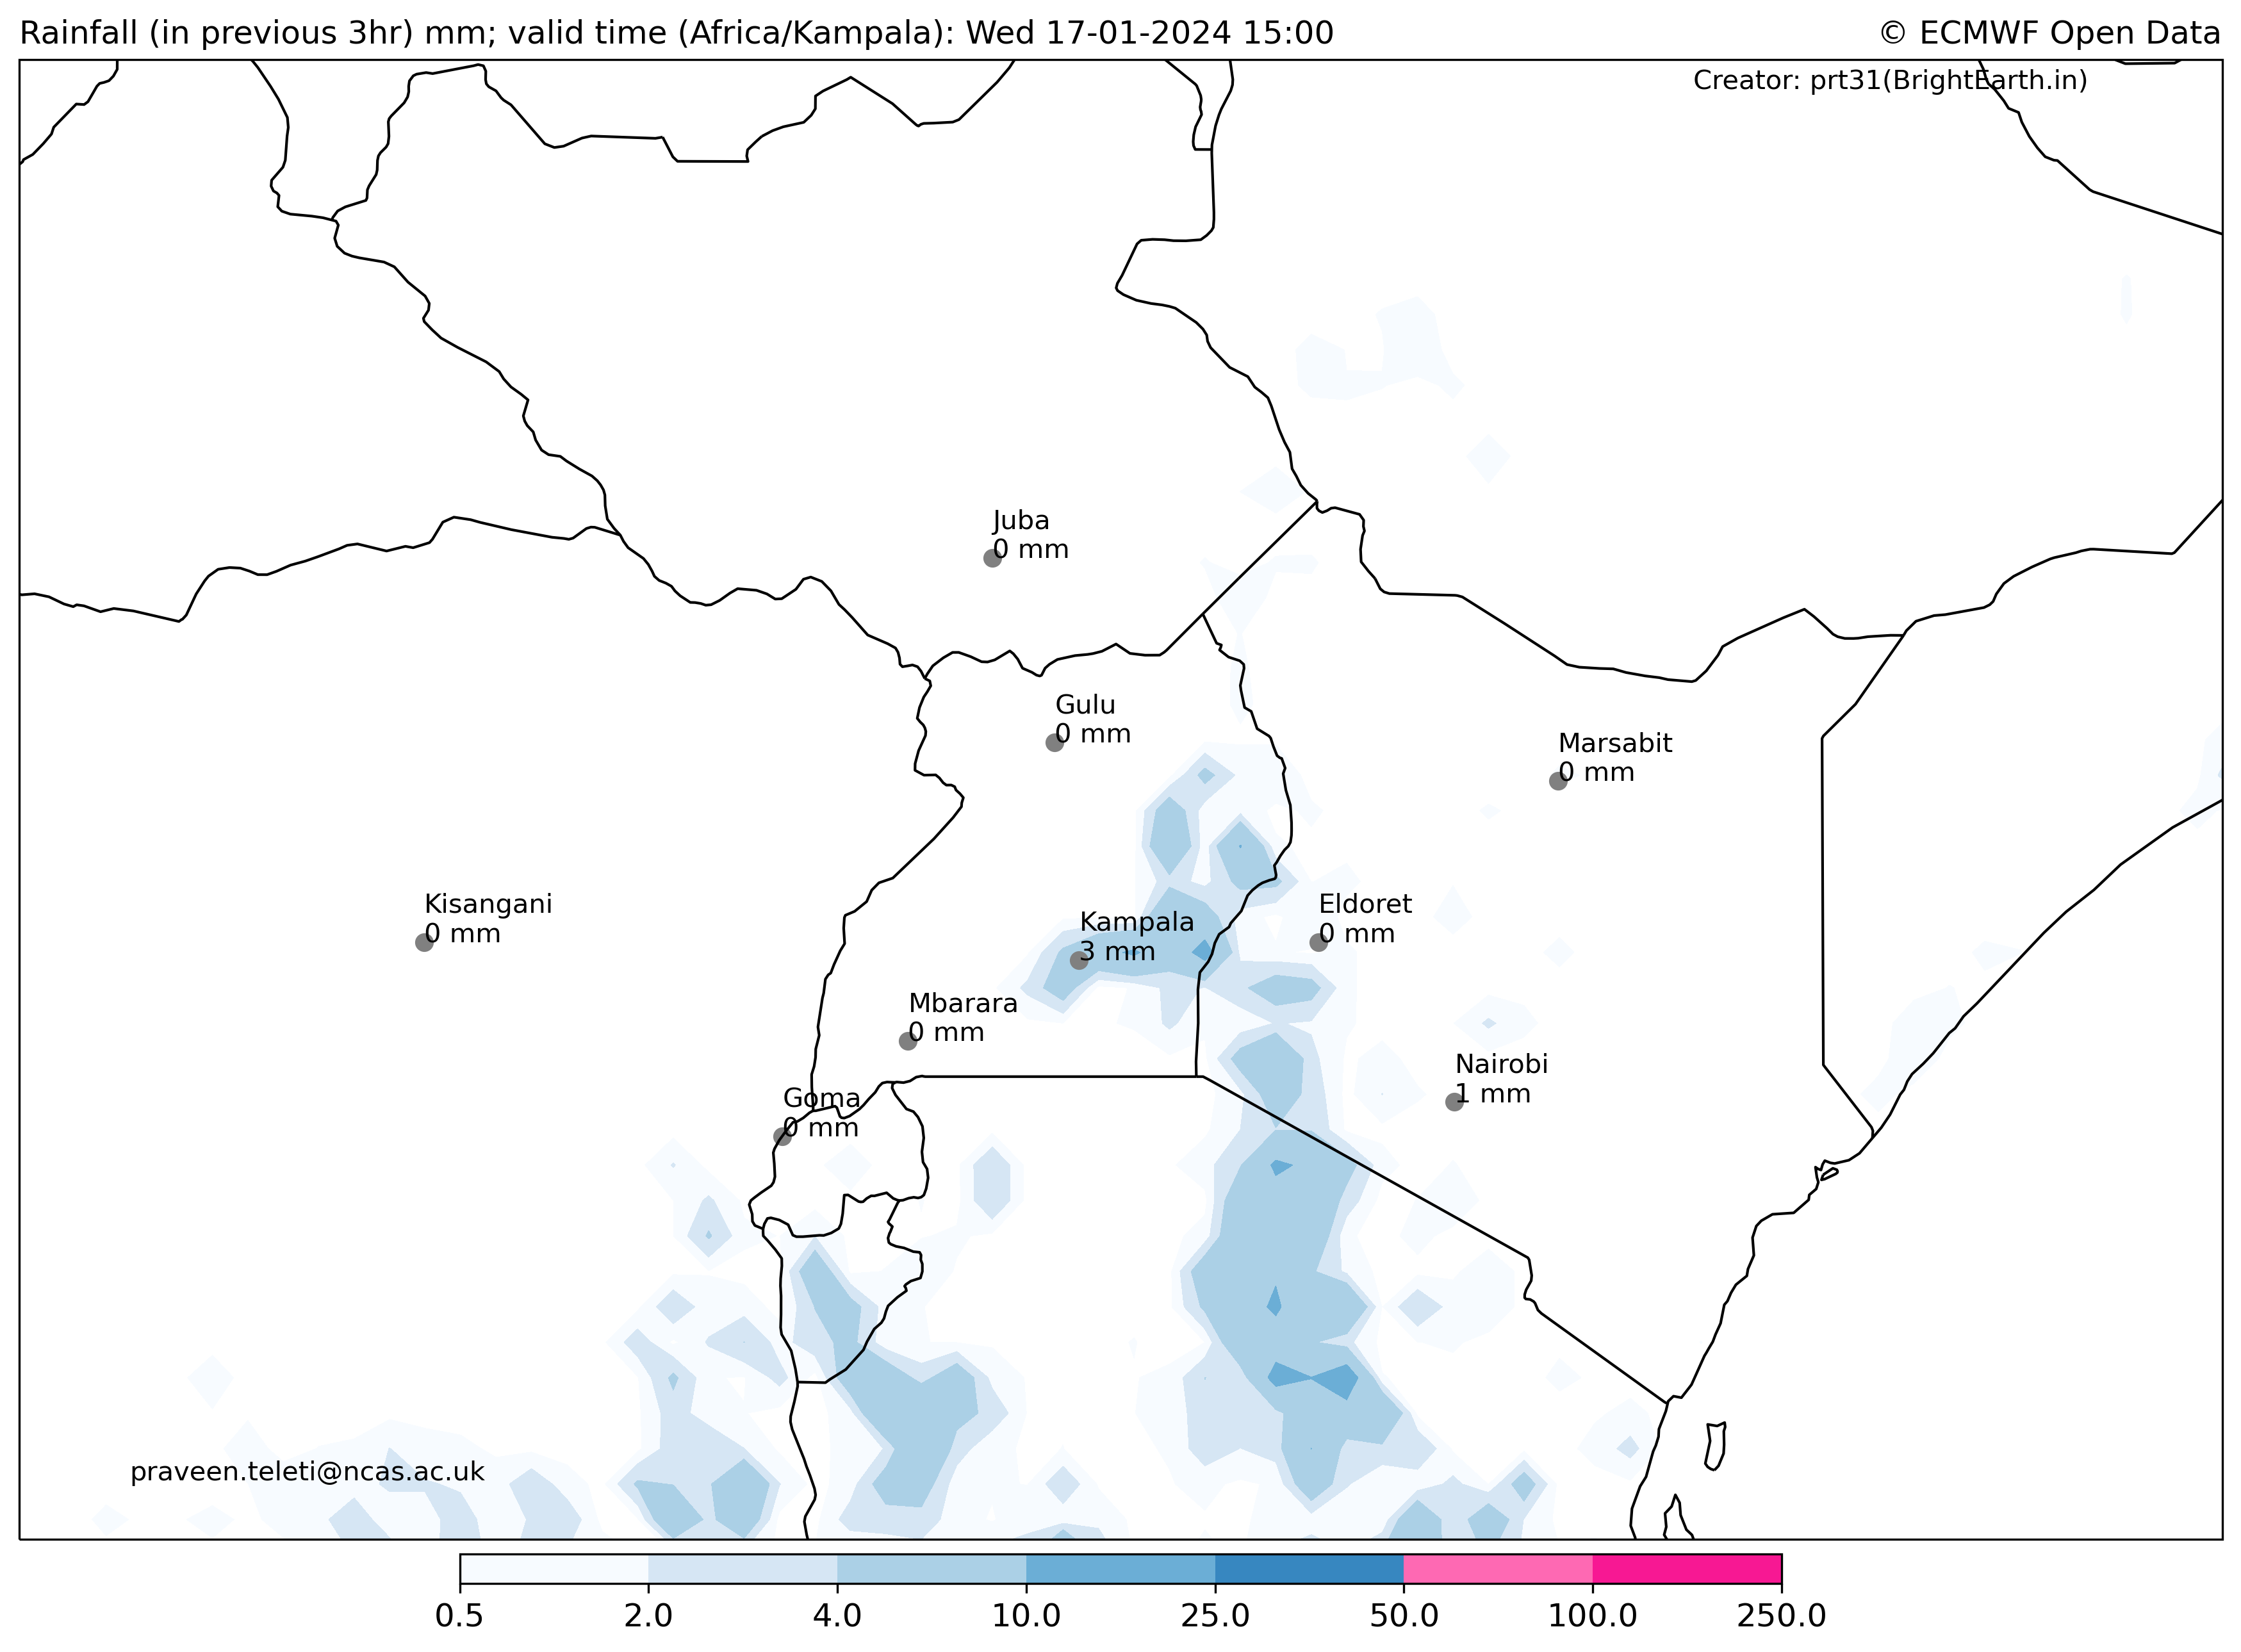 Rainfall (in previous 3hr) mm; valid time (Africa/Kampala): Wed 17-01-2024 15:00
© ECMWF Open Data
Creator: prt31(BrightEarth.in)
Juba
0 mm
Gulu
0 mm
Marsabit
0 mm
Kisangani
0 mm
Kampala
3 mm
Eldoret
0 mm
Mbarara
0 mm
Nairobi
1 mm
Goma
0 mm
praveen.teleti@ncas.ac.uk
0.5 2.0 4.0 10.0 25.0 50.0 100.0 250.0